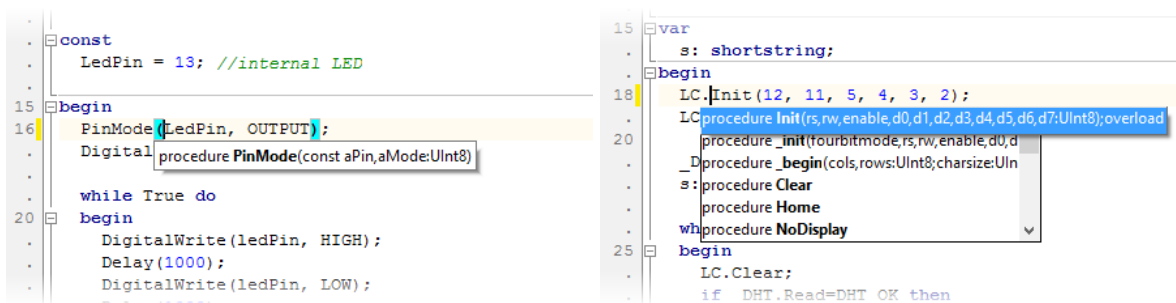 const
LedPin = 13; //internal LED
15 begin
16 PinMode(LedPin, OUTPUT);
Digital
procedure PinMode(const aPin,aMode:UInt8)
while True do
20 begin
DigitalWrite(ledPin, HIGH);
Delay(1000);
DigitalWrite(ledPin, LOW);
15 var
s: shortstring;
begin
18 LC.Init(12, 11, 5, 4, 3, 2);
LC
procedure Init(rs,rw,enable,d0,d1,d2,d3,d4,d5,d6,d7:UInt8);overload
20 procedure _init(fourbitmode,rs,rw,enable,d0,d
_D
procedure _begin(cols,rows:UInt8;charsize:UIn
s:
procedure Clear
procedure Home
wh
procedure NoDisplay
25 begin
LC.Clear;
if DHT.Read=DHT_OK then